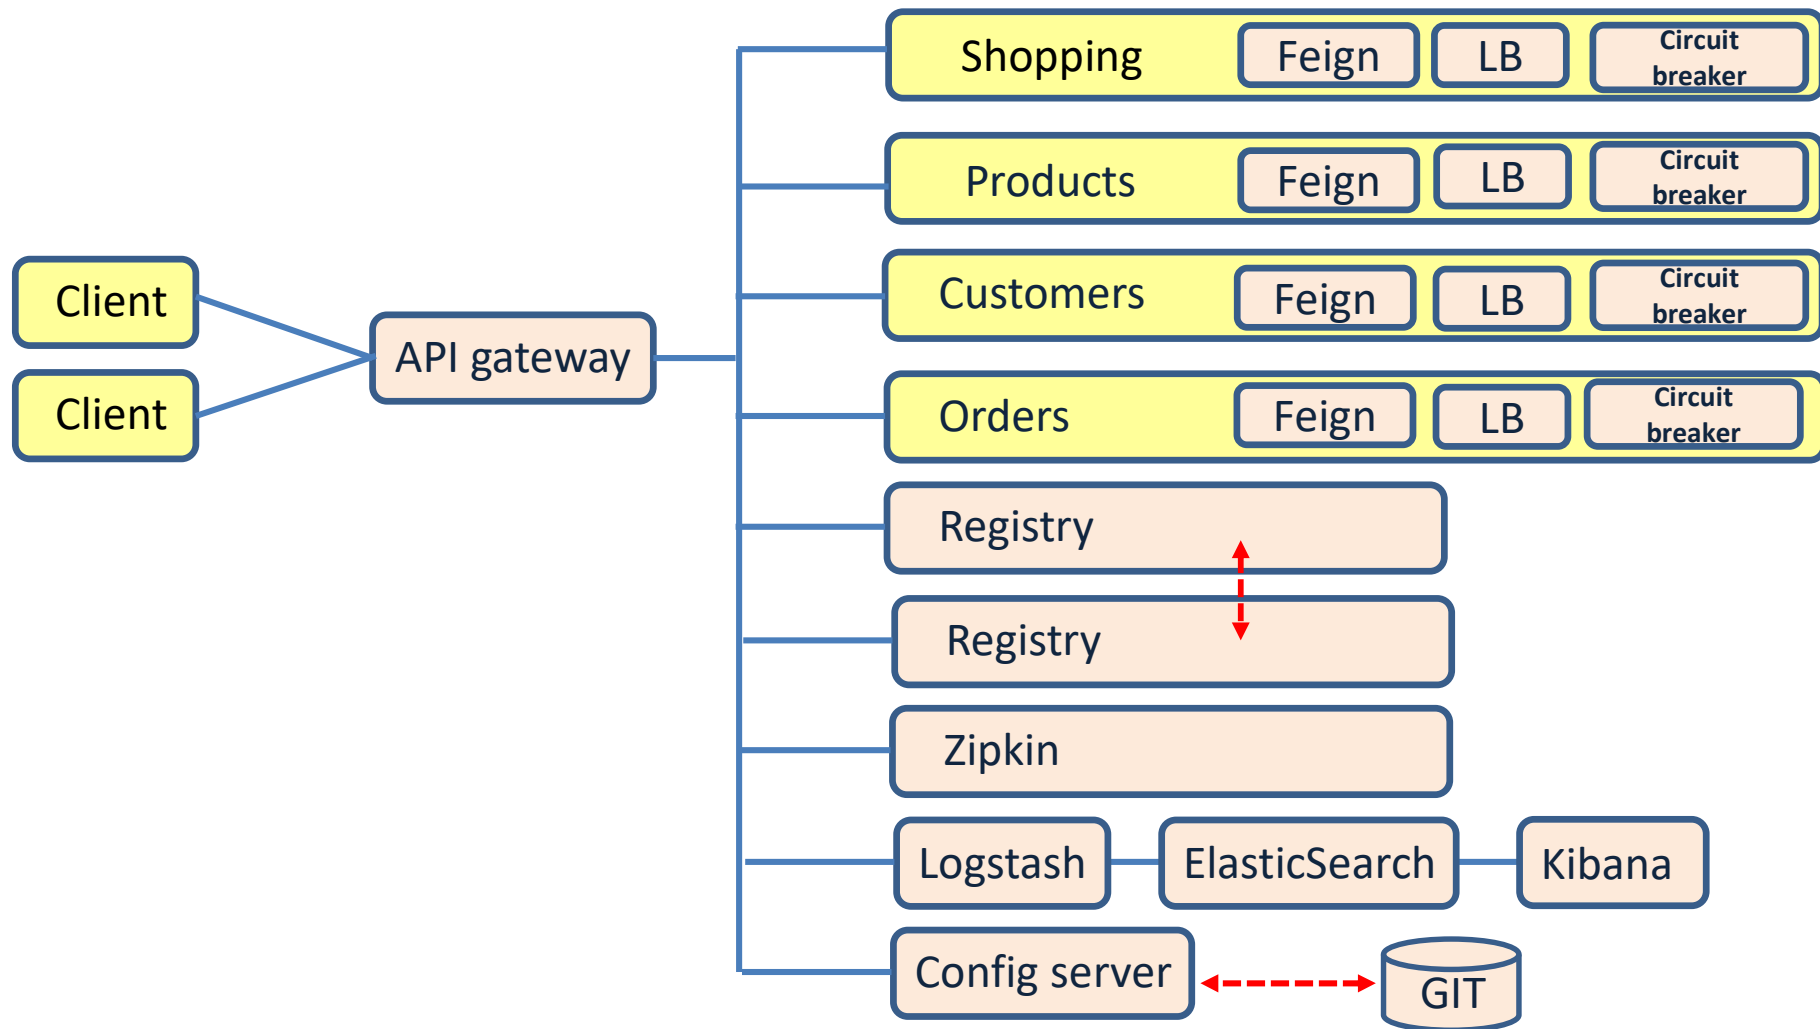 Shopping
Feign
LB
Circuit
breaker
Products
Feign
LB
Circuit
breaker
Client
Client
API gateway
Customers
Feign
LB
Circuit
breaker
Orders
Feign
LB
Circuit
breaker
Registry
Registry
Zipkin
Logstash
ElasticSearch
Kibana
Config server
GIT